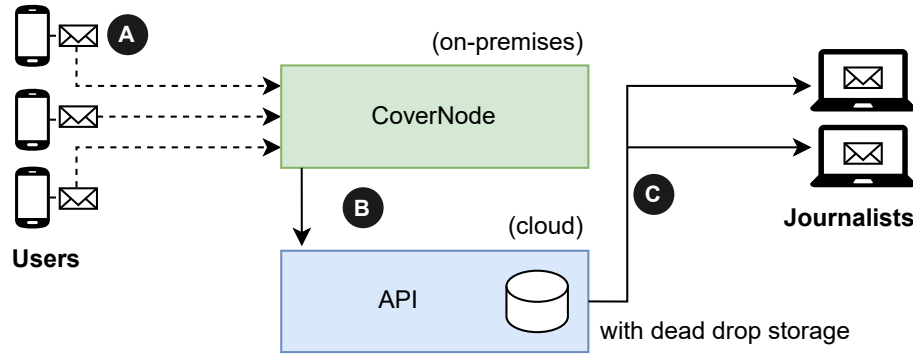 A
(on-premises)
CoverNode
B
C
(cloud)
Users
Journalists
API
with dead drop storage